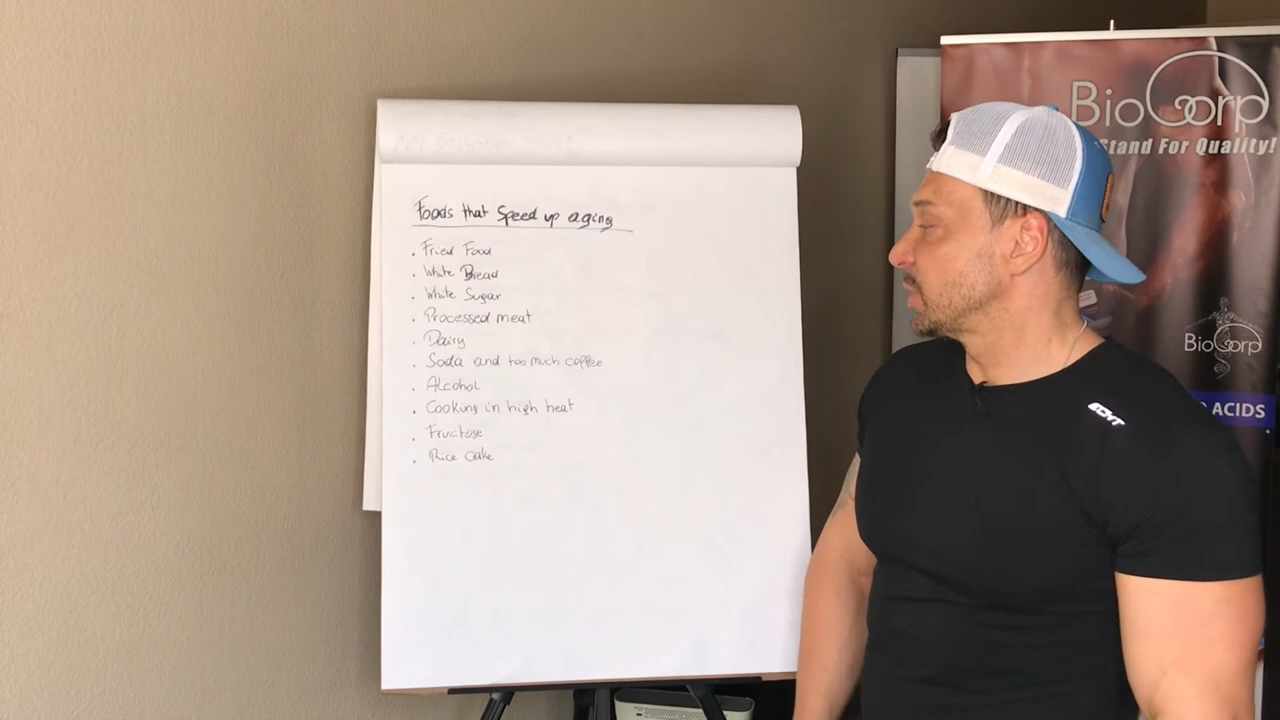 Foods that Speed up aging
. Fried Food
. White Bread
. White Sugar
. Processed meat
. Dairy
. Soda and too much coffee
. Alcohol
. Cooking in high heat
. Fructose
. Rice Cake
BioCorp
Stand For Quality!
BioCorp
ACIDS